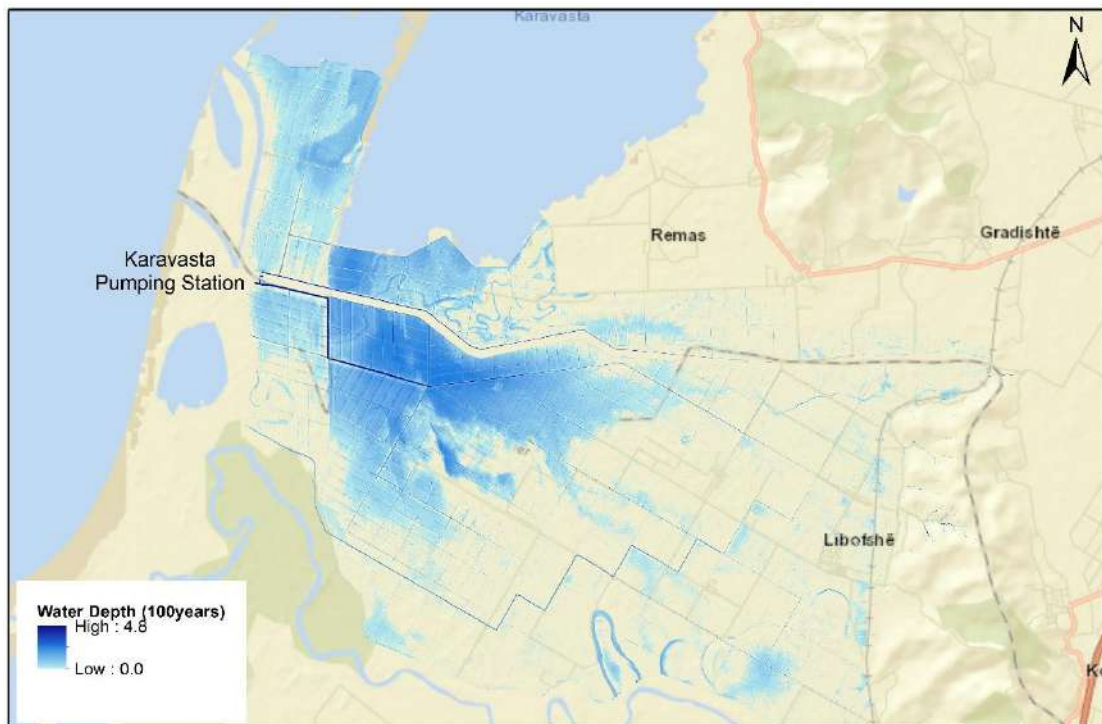 Karavasta
N
Remas
Gradishtë
Karavasta
Pumping Station
Libofshë
Water Depth (100years)
High : 4.8
Low : 0.0